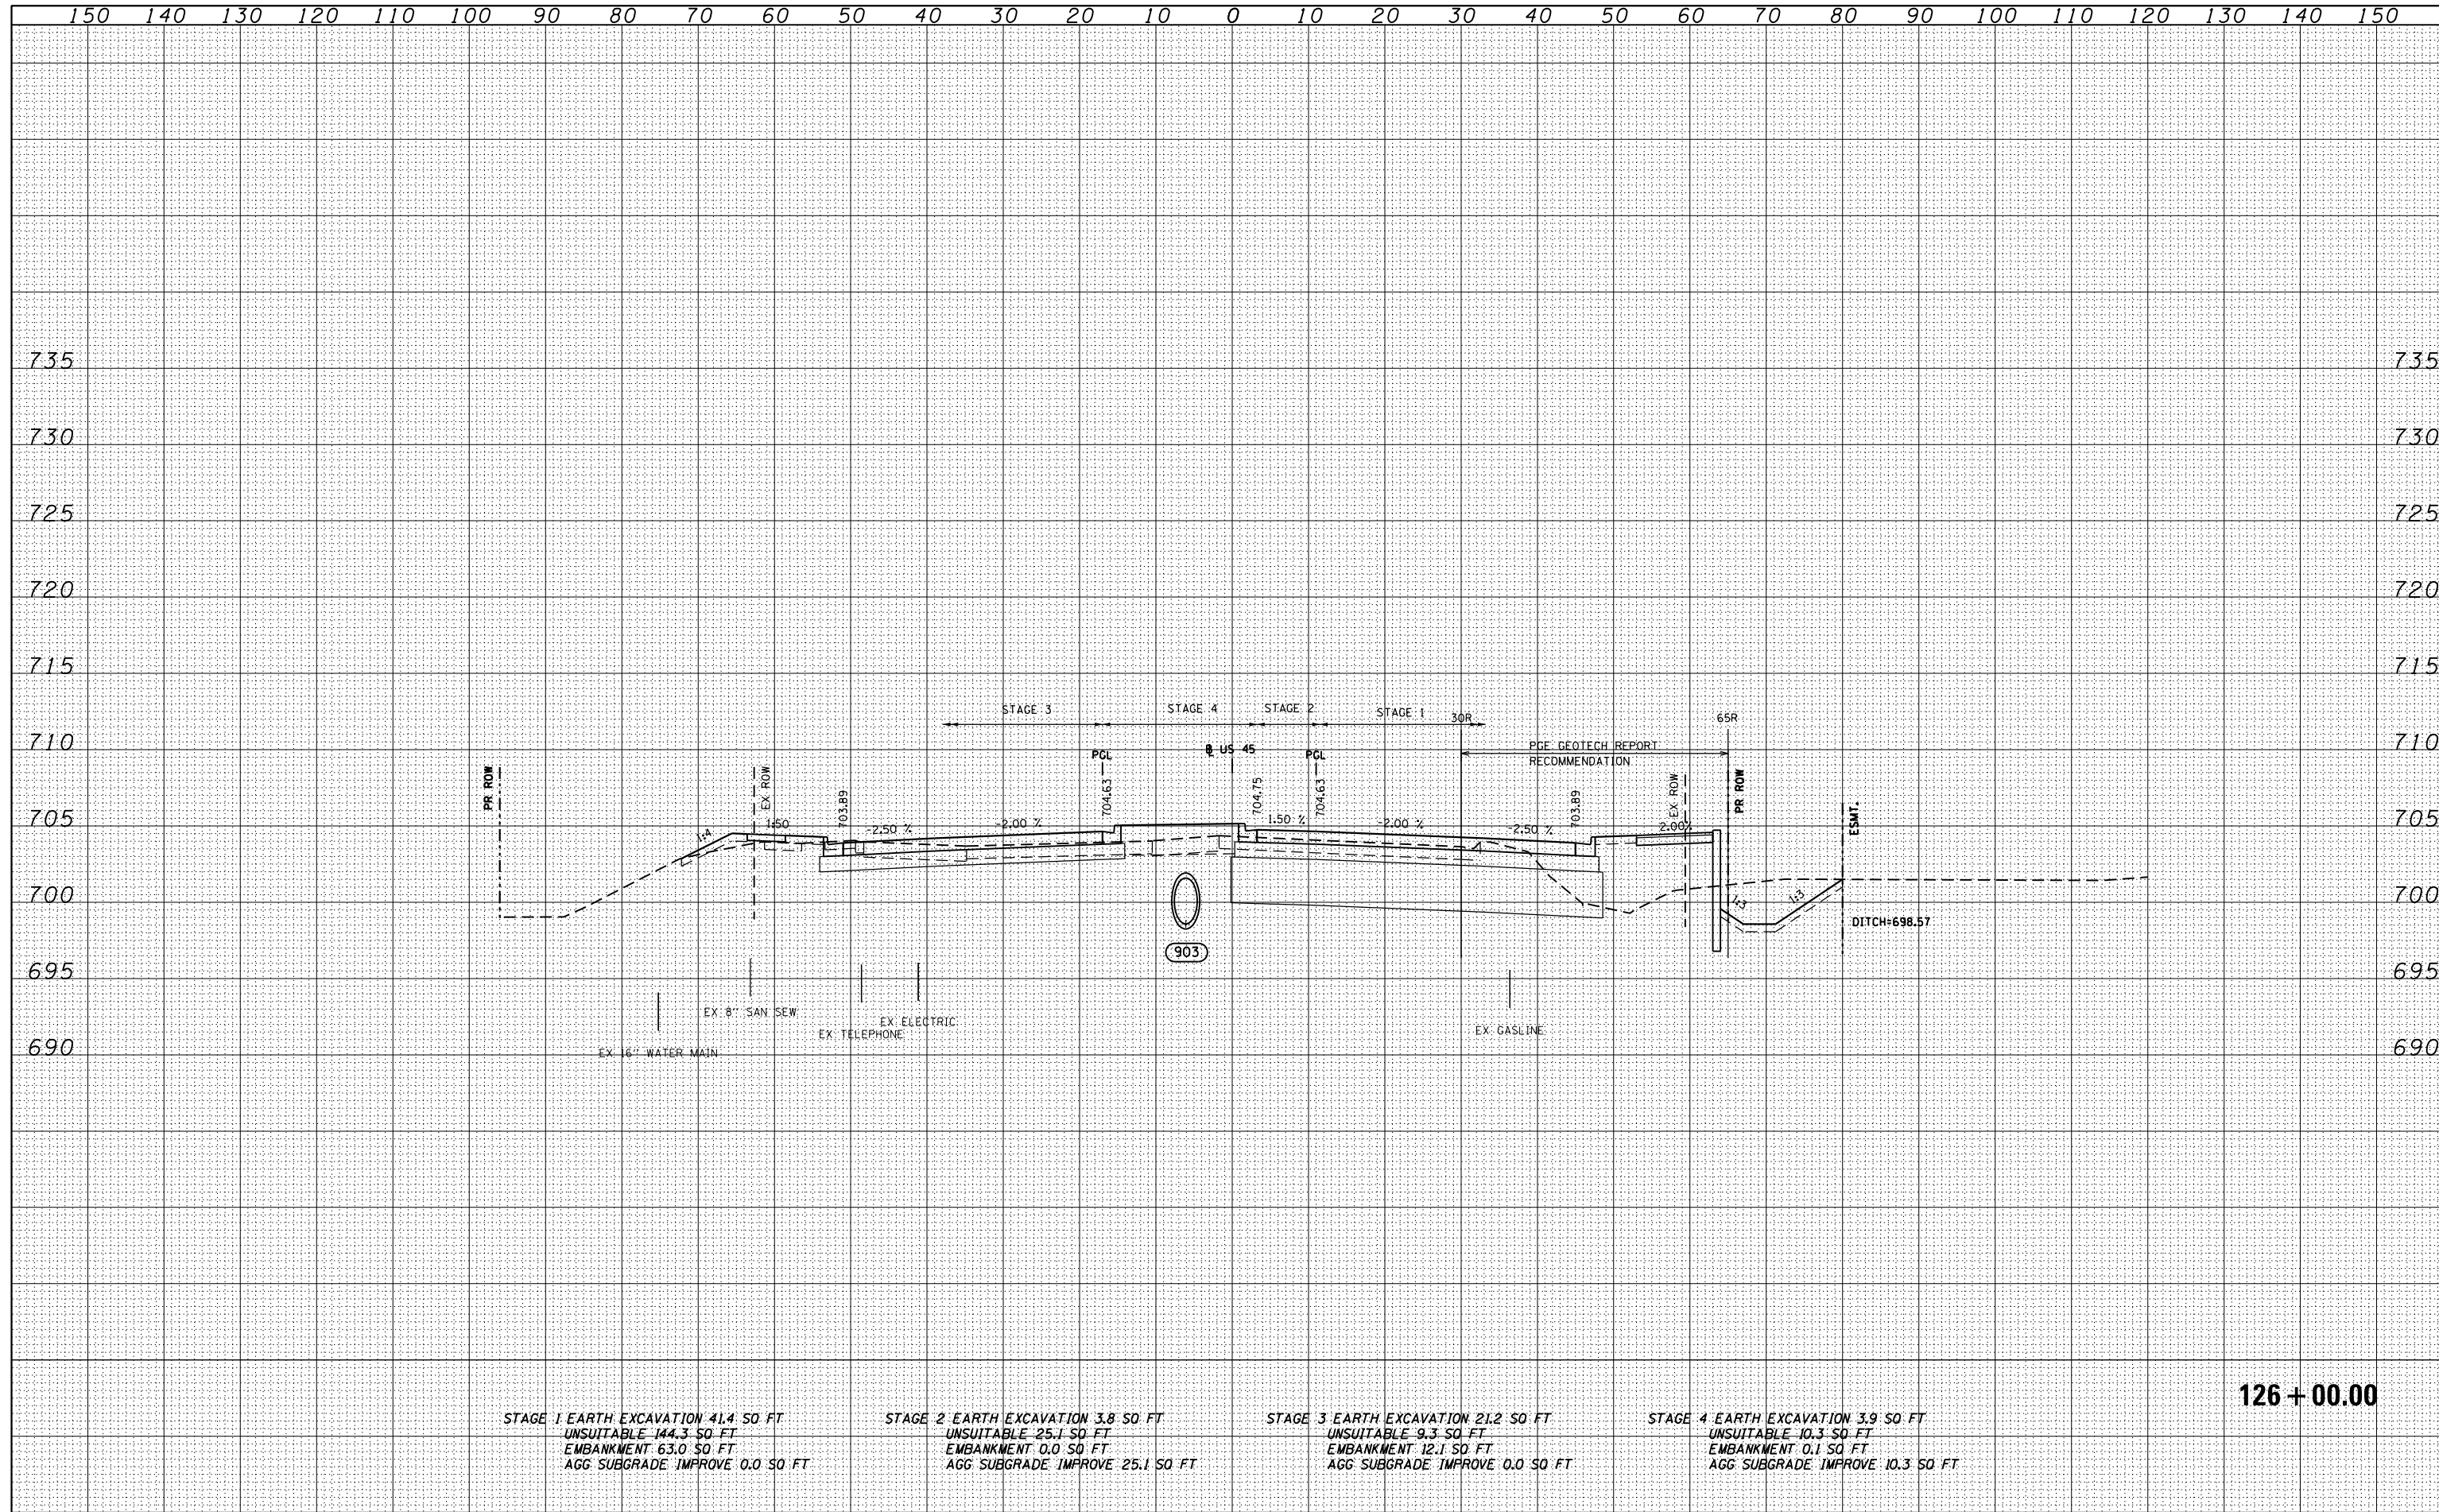 150 140 130 120 110 100 90 80 70 60 50 40 30 20 10 0 10 20 30 40 50 60 70 80 90 100 110 120 130 140 150
735 735
730 730
725 725
720 720
715 715
STAGE 3 STAGE 4 STAGE 2 STAGE 1 30R 65R
710 710
PGL US 45 PGL PGE GEOTECH REPORT
RECOMMENDATION
PR ROW EX ROW 703.89 704.63 704.75 704.63 703.89 EX ROW PR ROW ESMT.
705 705
1:4 1:50 -2.50 % -2.00 % 1.50 % -2.00 % -2.50 % 2.00%
700 700
1:3 1:3
DITCH=698.57
903
695 695
EX 8" SAN SEW
EX ELECTRIC
EX TELEPHONE
EX GASLINE
EX 16" WATER MAIN
690 690
126+00.00
STAGE 1 EARTH EXCAVATION 41.4 SQ FT
UNSUITABLE 144.3 SQ FT
EMBANKMENT 63.0 SQ FT
AGG SUBGRADE IMPROVE 0.0 SQ FT
STAGE 2 EARTH EXCAVATION 3.8 SQ FT
UNSUITABLE 25.1 SQ FT
EMBANKMENT 0.0 SQ FT
AGG SUBGRADE IMPROVE 25.1 SQ FT
STAGE 3 EARTH EXCAVATION 21.2 SQ FT
UNSUITABLE 9.3 SQ FT
EMBANKMENT 12.1 SQ FT
AGG SUBGRADE IMPROVE 0.0 SQ FT
STAGE 4 EARTH EXCAVATION 3.9 SQ FT
UNSUITABLE 10.3 SQ FT
EMBANKMENT 0.1 SQ FT
AGG SUBGRADE IMPROVE 10.3 SQ FT